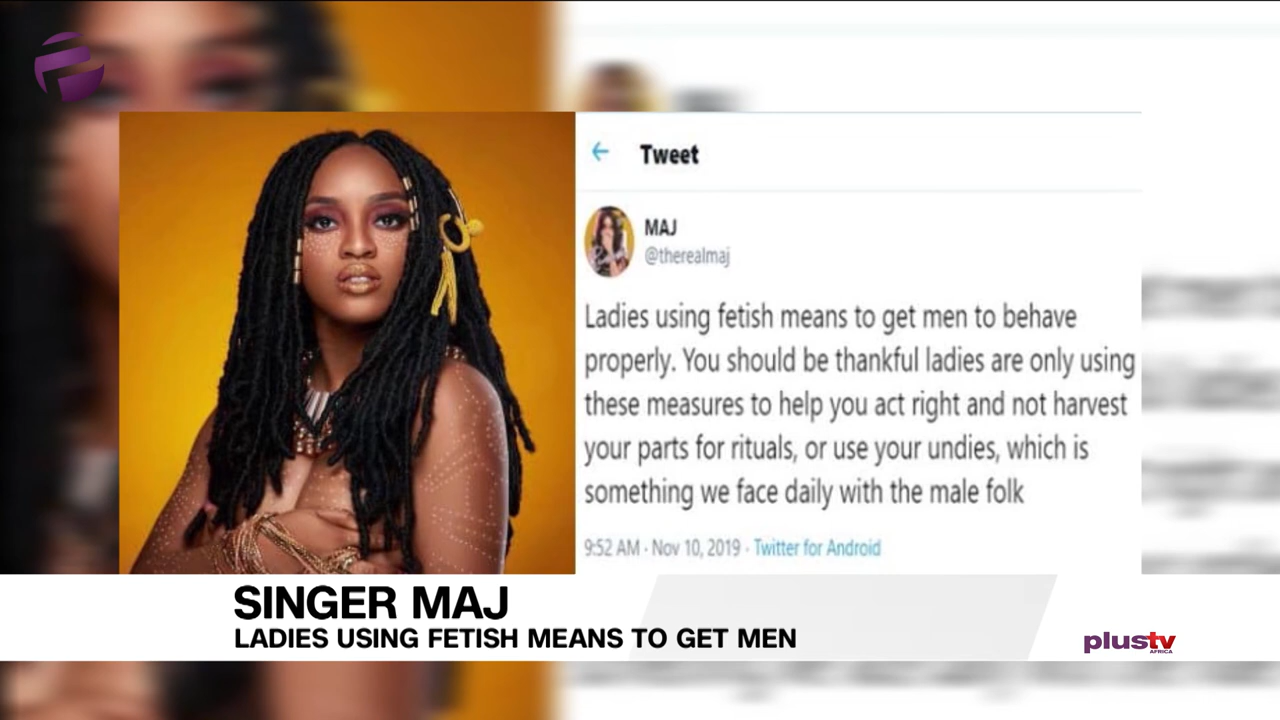 Tweet
MAJ
@therealmaj
Ladies using fetish means to get men to behave
properly. You should be thankful ladies are only using
these measures to help you act right and not harvest
your parts for rituals, or use your undies, which is
something we face daily with the male folk
9:52 AM · Nov 10, 2019 · Twitter for Android
SINGER MAJ
LADIES USING FETISH MEANS TO GET MEN
plustv
AFRICA